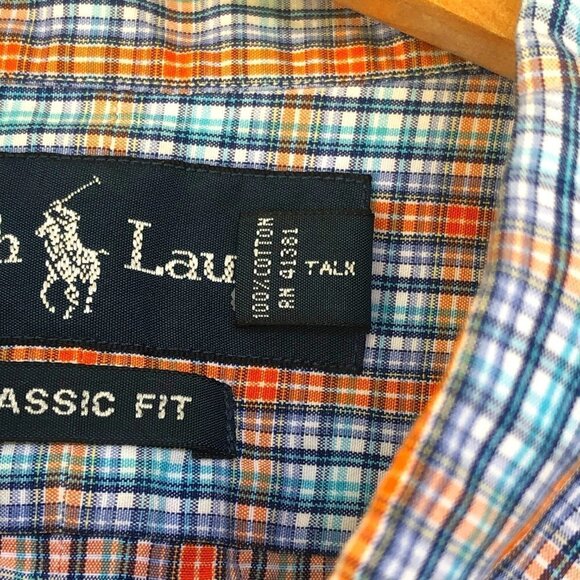 h Lau
100% COTTON
RN 41381
TALK
ASSIC FIT